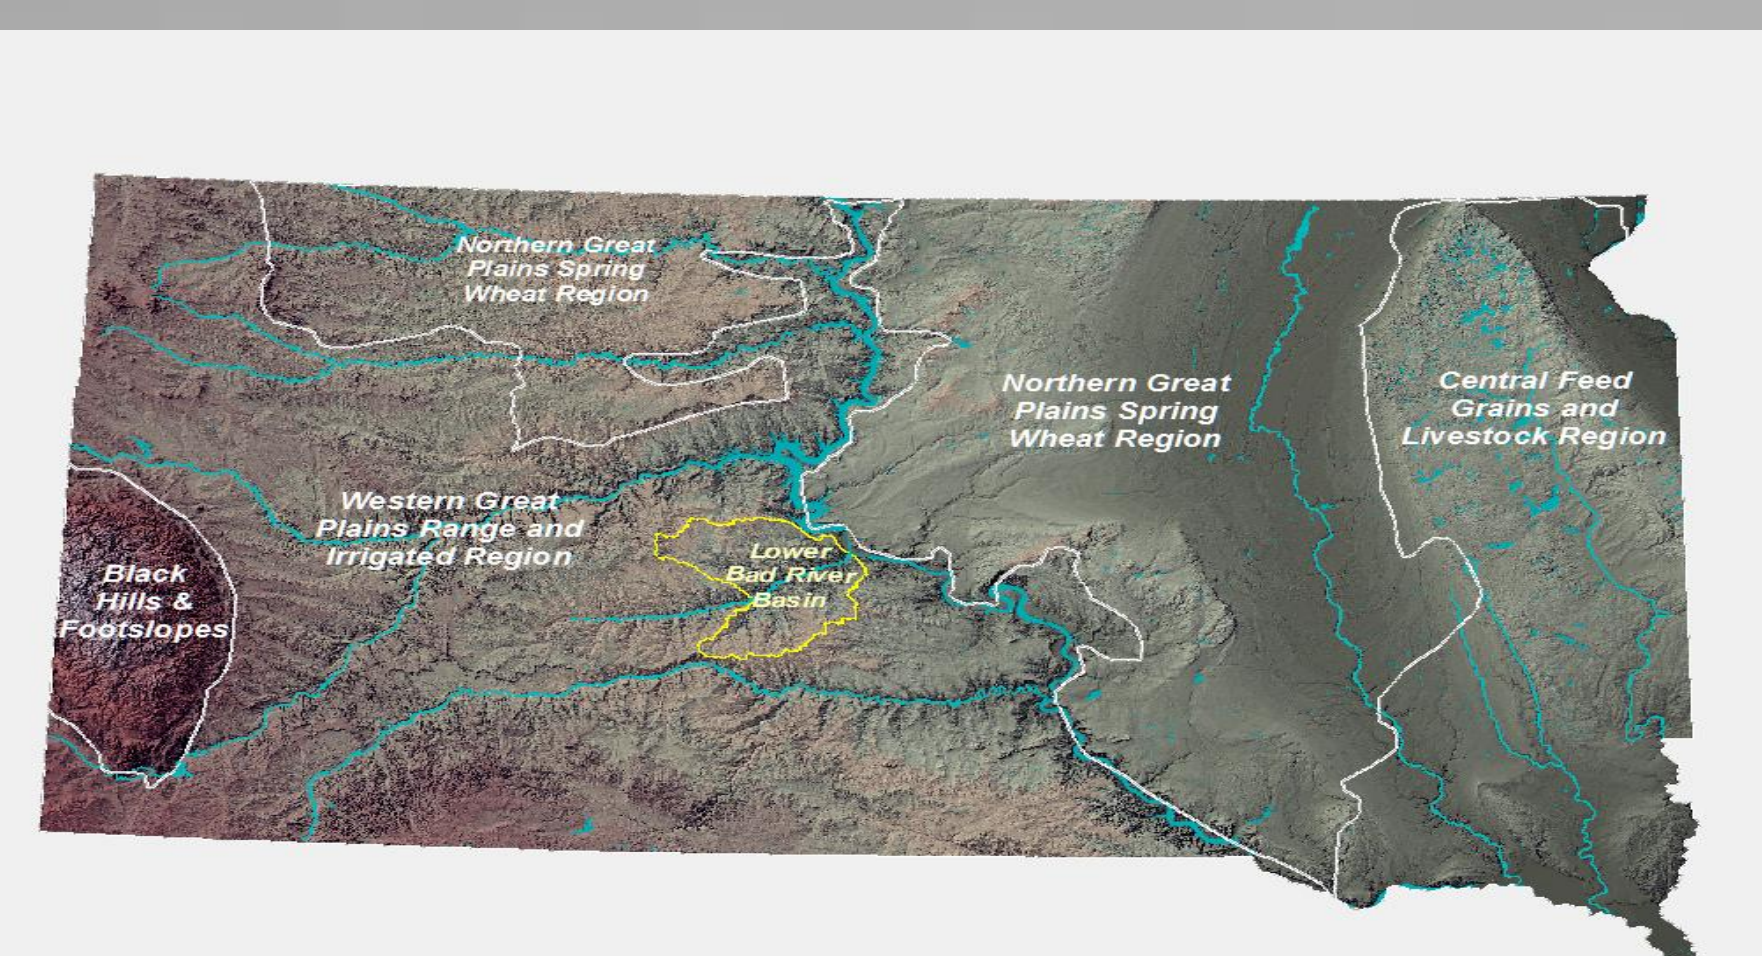 Northern Great
Plains Spring
Wheat Region
Northern Great
Plains Spring
Wheat Region
Central Feed
Grains and
Livestock Region
Western Great
Plains Range and
Irrigated Region
Lower
Bad River
Basin
Black
Hills &
Footslopes